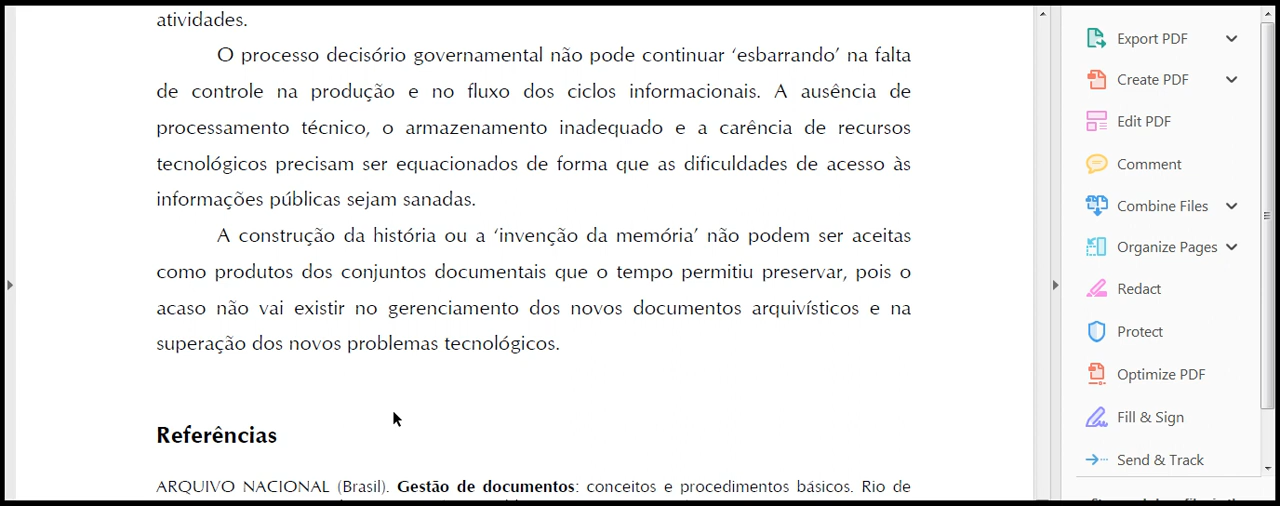 atividades.
O processo decisório governamental não pode continuar ‘esbarrando’ na falta
de controle na produção e no fluxo dos ciclos informacionais. A ausência de
processamento técnico, o armazenamento inadequado e a carência de recursos
tecnológicos precisam ser equacionados de forma que as dificuldades de acesso às
informações públicas sejam sanadas.
A construção da história ou a ‘invenção da memória’ não podem ser aceitas
como produtos dos conjuntos documentais que o tempo permitiu preservar, pois o
acaso não vai existir no gerenciamento dos novos documentos arquivísticos e na
superação dos novos problemas tecnológicos.
Referências
ARQUIVO NACIONAL (Brasil). Gestão de documentos: conceitos e procedimentos básicos. Rio de
Export PDF
Create PDF
Edit PDF
Comment
Combine Files
Organize Pages
Redact
Protect
Optimize PDF
Fill & Sign
Send & Track